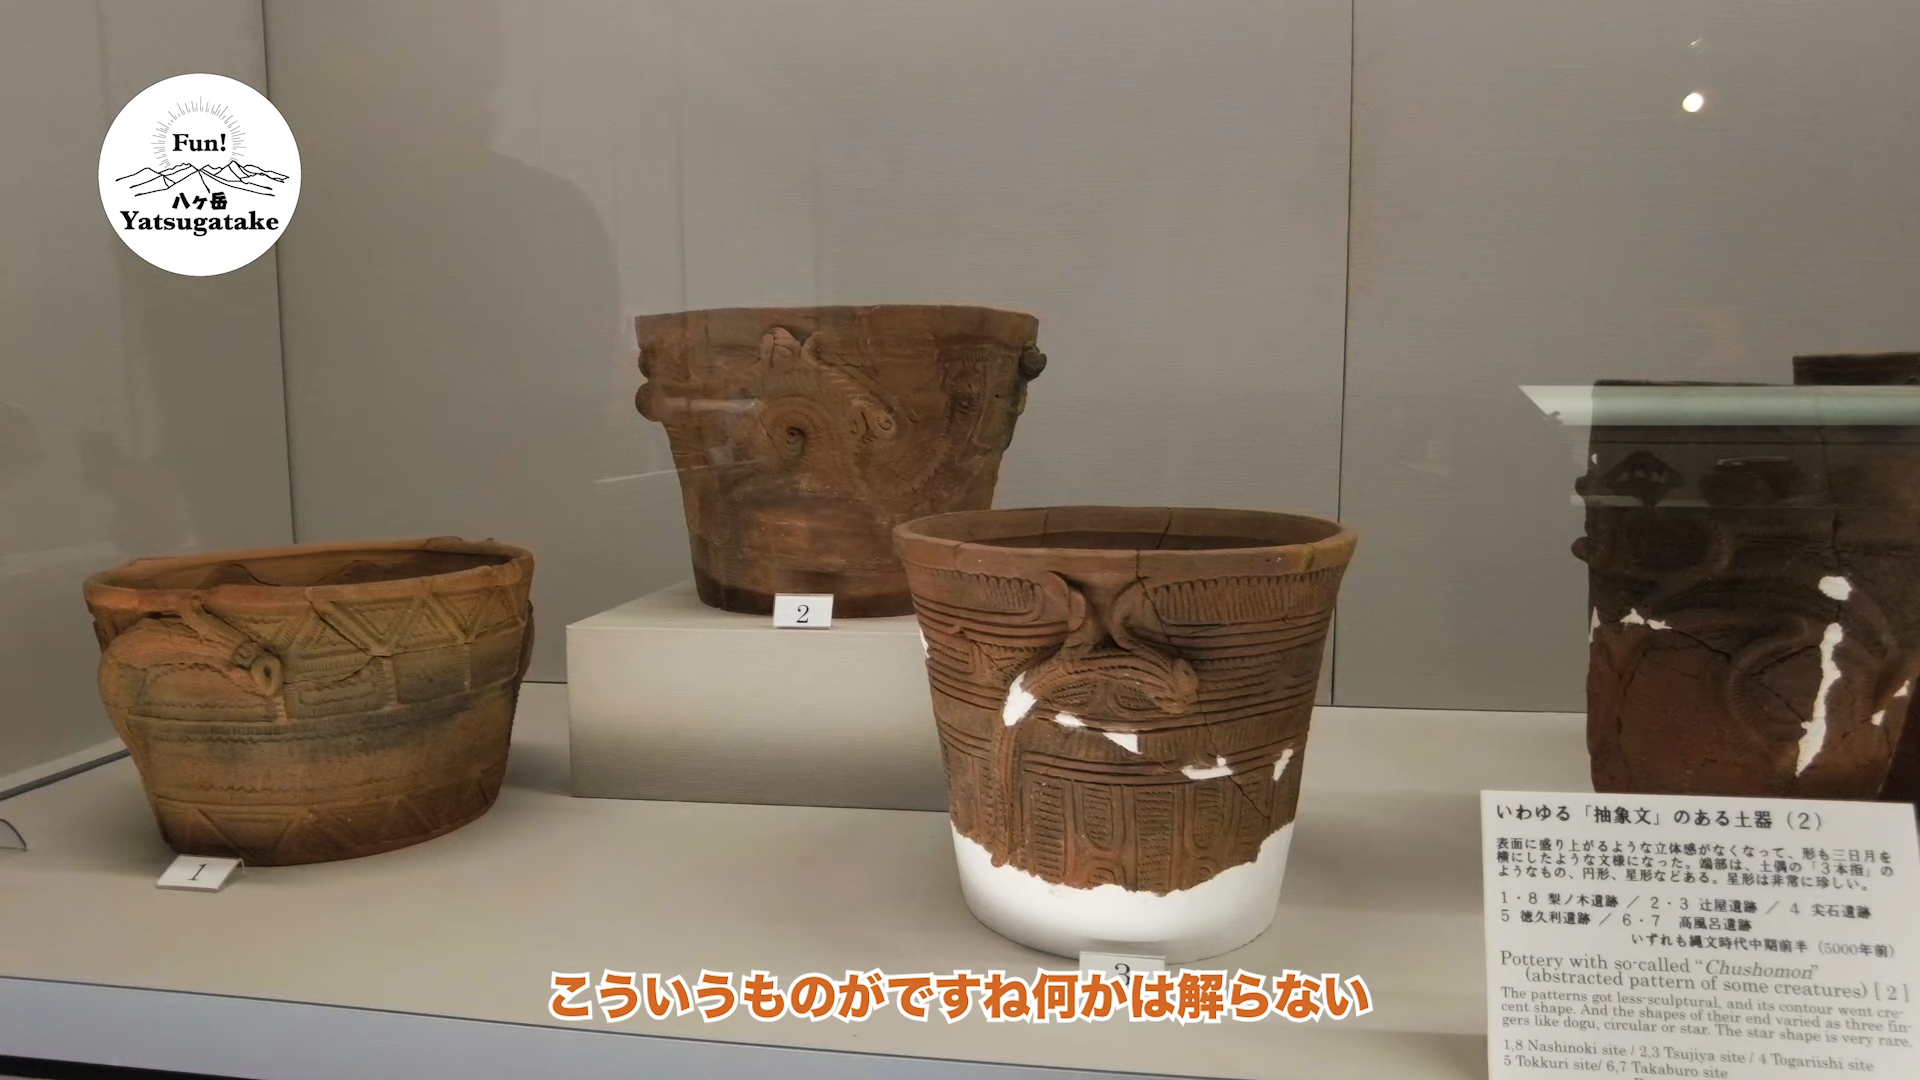 Fun!
八ヶ岳
Yatsugatake
2
1
3
いわゆる「抽象文」のある土器（2）
表面に盛り上がるような立体感がなくなって、形も三日月を
横にしたような文様になった。端部は、土偶の「3本指」の
ようなもの、円形、星形などある。星形は非常に珍しい。
1・8 梨ノ木遺跡 ／ 2・3 辻屋遺跡 ／ 4 尖石遺跡
5 徳久利遺跡 ／ 6・7 高風呂遺跡
いずれも縄文時代中期前半（5000年前）
Pottery with so-called “Chushomon”
(abstracted pattern of some creatures) [ 2 ]
The patterns got less-sculptural, and its contour went cre-
cent shape. And the shapes of their end varied as three fin-
gers like dogu, circular or star. The star shape is very rare.
1,8 Nashinoki site / 2,3 Tsujiya site / 4 Togariishi site
5 Tokkuri site/ 6,7 Takaburo site
こういうものがですね何かは解らない